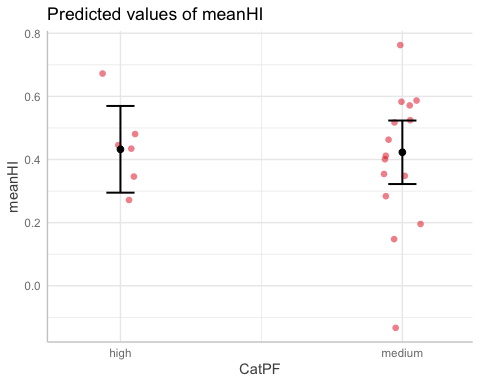 Predicted values of meanHI
0.8
0.6
0.4
0.2
0.0
meanHI
high
medium
CatPF